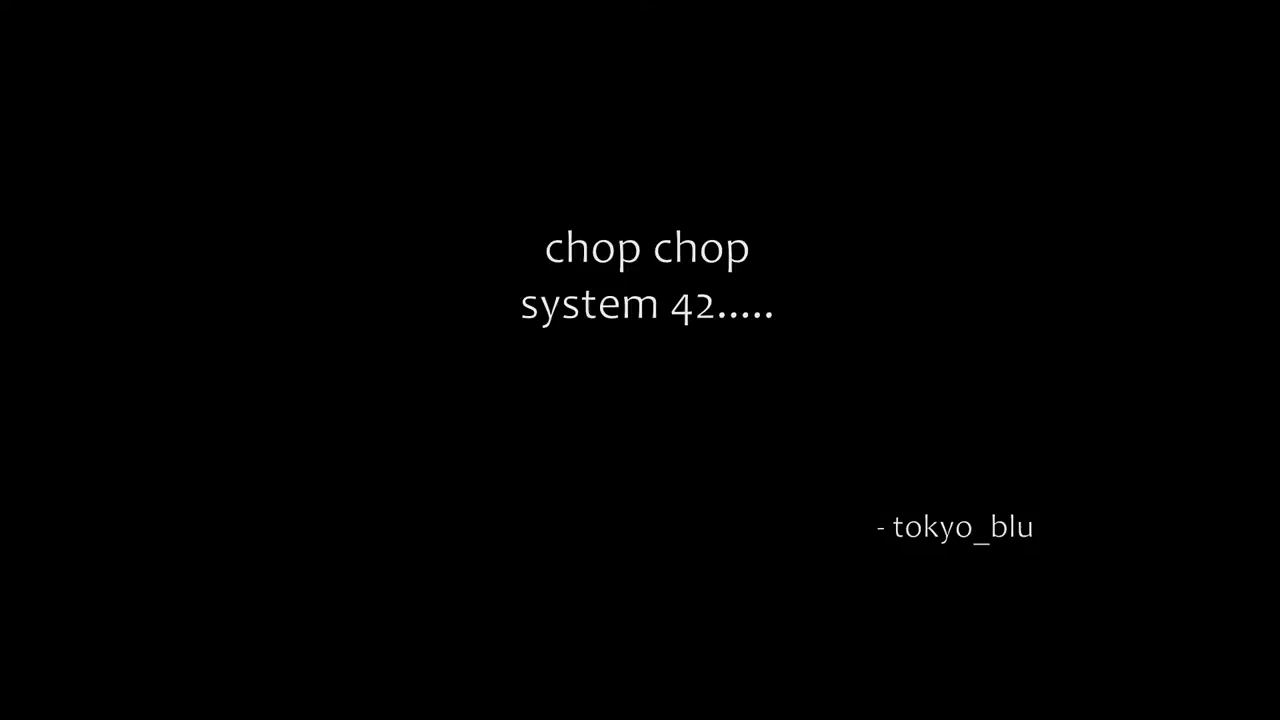 chop chop
system 42.....
- tokyo_blu